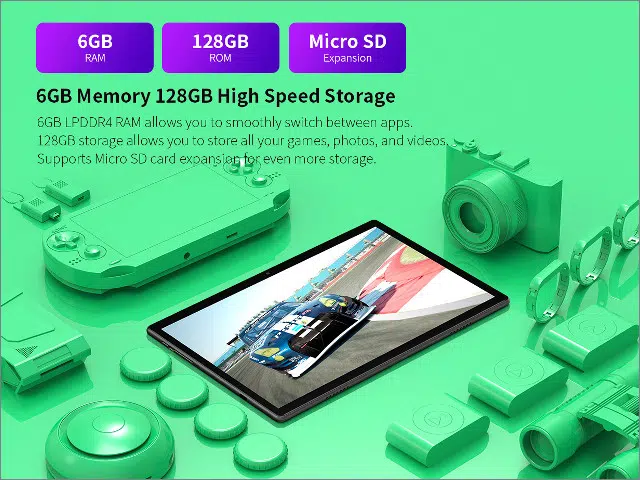 6GB 128GB Micro SD
RAM ROM Expansion
6GB Memory 128GB High Speed Storage
6GB LPDDR4 RAM allows you to smoothly switch between apps.
128GB storage allows you to store all your games, photos, and videos.
Supports Micro SD card expansion for even more storage.